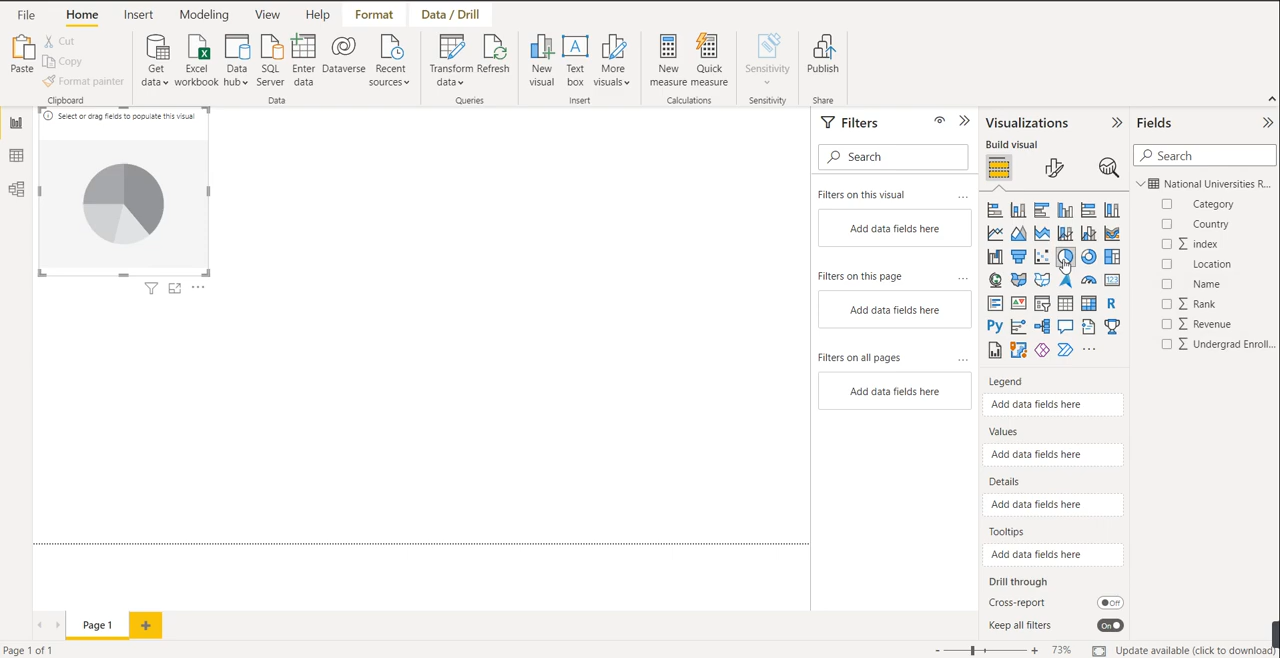 File Home Insert Modeling View Help Format Data / Drill
Paste
Cut
Copy
Format painter
Clipboard
Get data
Excel workbook
Data hub
SQL Server
Enter data
Dataverse
Recent sources
Data
Transform data
Refresh
Queries
New visual
Text box
More visuals
Insert
New measure
Quick measure
Calculations
Sensitivity
Sensitivity
Publish
Share
Select or drag fields to populate this visual
Filters
Search
Filters on this visual ...
Add data fields here
Filters on this page ...
Add data fields here
Filters on all pages ...
Add data fields here
Visualizations
Build visual
123
R
Py
...
Legend
Add data fields here
Values
Add data fields here
Details
Add data fields here
Tooltips
Add data fields here
Drill through
Cross-report Off
Keep all filters On
Fields
Search
National Universities R...
Category
Country
∑ index
Location
Name
∑ Rank
∑ Revenue
∑ Undergrad Enroll...
Page 1
Page 1 of 1
- + 73%
Update available (click to download)